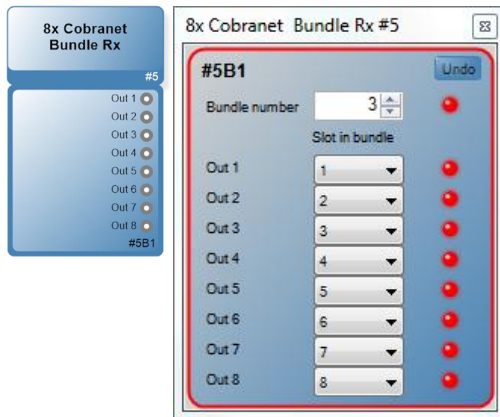 8x Cobranet
Bundle Rx
#5
Out 1
Out 2
Out 3
Out 4
Out 5
Out 6
Out 7
Out 8
#5B1
8x Cobranet Bundle Rx #5
#5B1 Undo
Bundle number 3
Slot in bundle
Out 1 1
Out 2 2
Out 3 3
Out 4 4
Out 5 5
Out 6 6
Out 7 7
Out 8 8